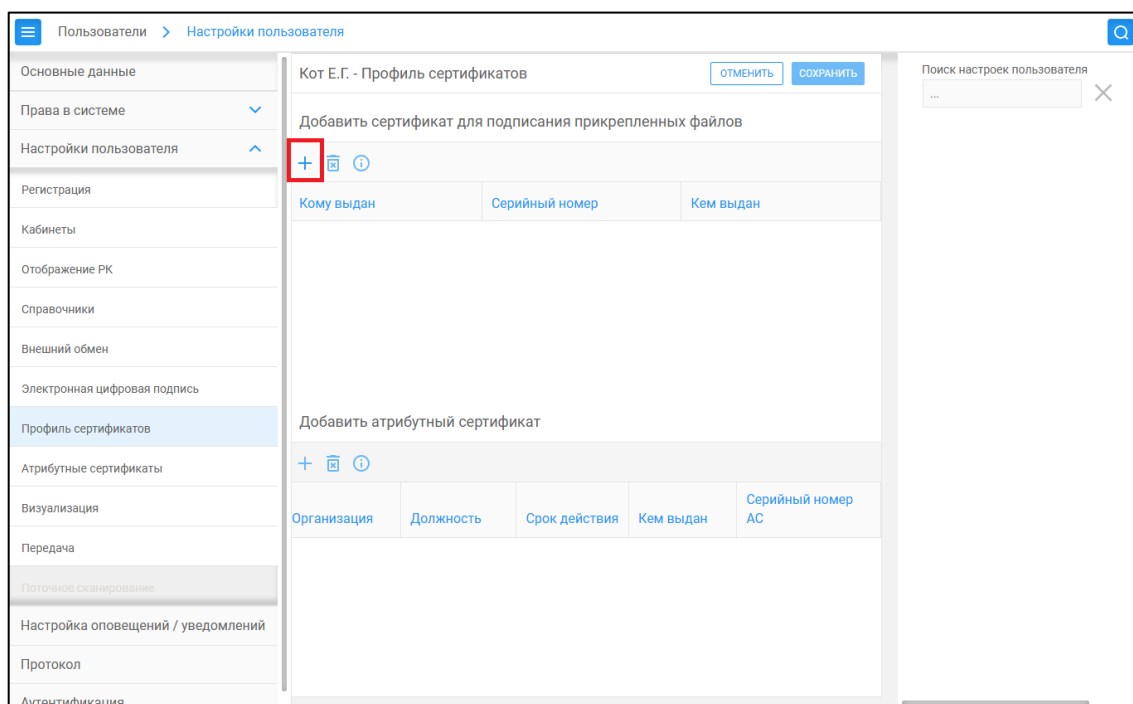 Пользователи > Настройки пользователя
Основные данные
Права в системе
Настройки пользователя
Регистрация
Кабинеты
Отображение РК
Справочники
Внешний обмен
Электронная цифровая подпись
Профиль сертификатов
Атрибутные сертификаты
Визуализация
Передача
Поточное сканирование
Настройка оповещений / уведомлений
Протокол
Аутентификация
Кот Е.Г. - Профиль сертификатов
ОТМЕНИТЬ
СОХРАНИТЬ
Добавить сертификат для подписания прикрепленных файлов
Кому выдан
Серийный номер
Кем выдан
Добавить атрибутный сертификат
Организация
Должность
Срок действия
Кем выдан
Серийный номер
АС
Поиск настроек пользователя
...